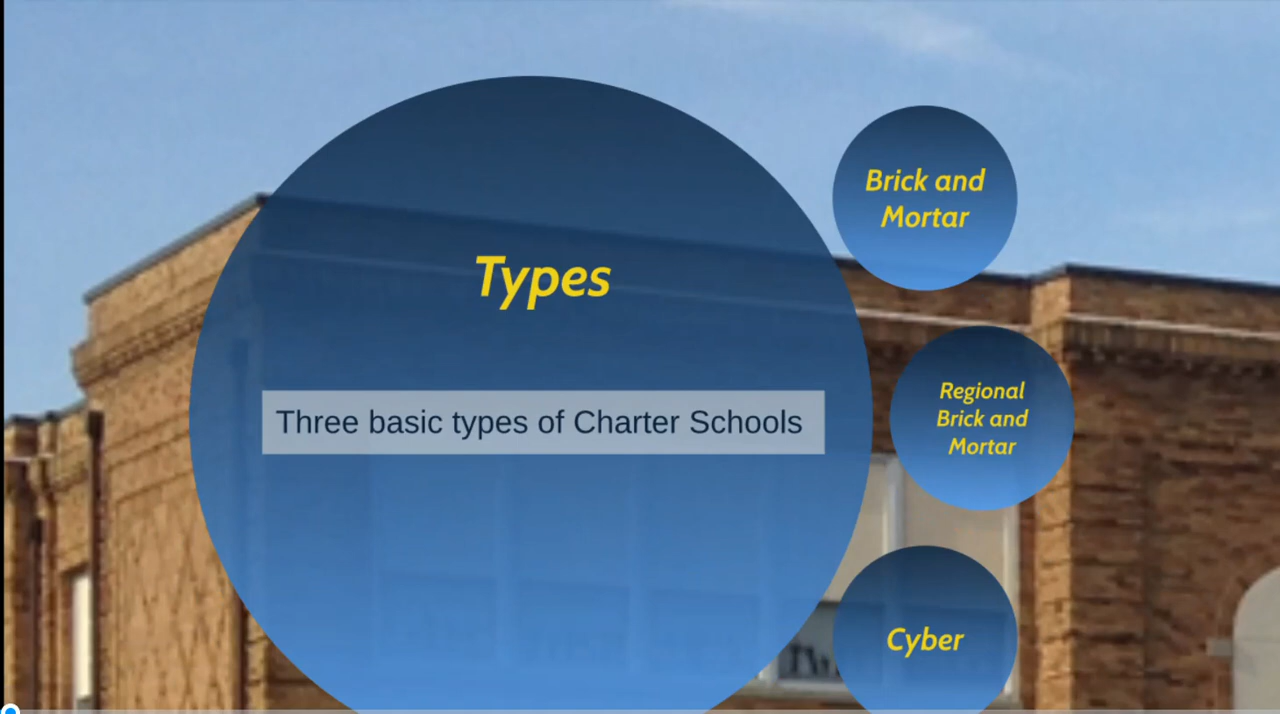 Types
Three basic types of Charter Schools
Brick and
Mortar
Regional
Brick and
Mortar
Cyber